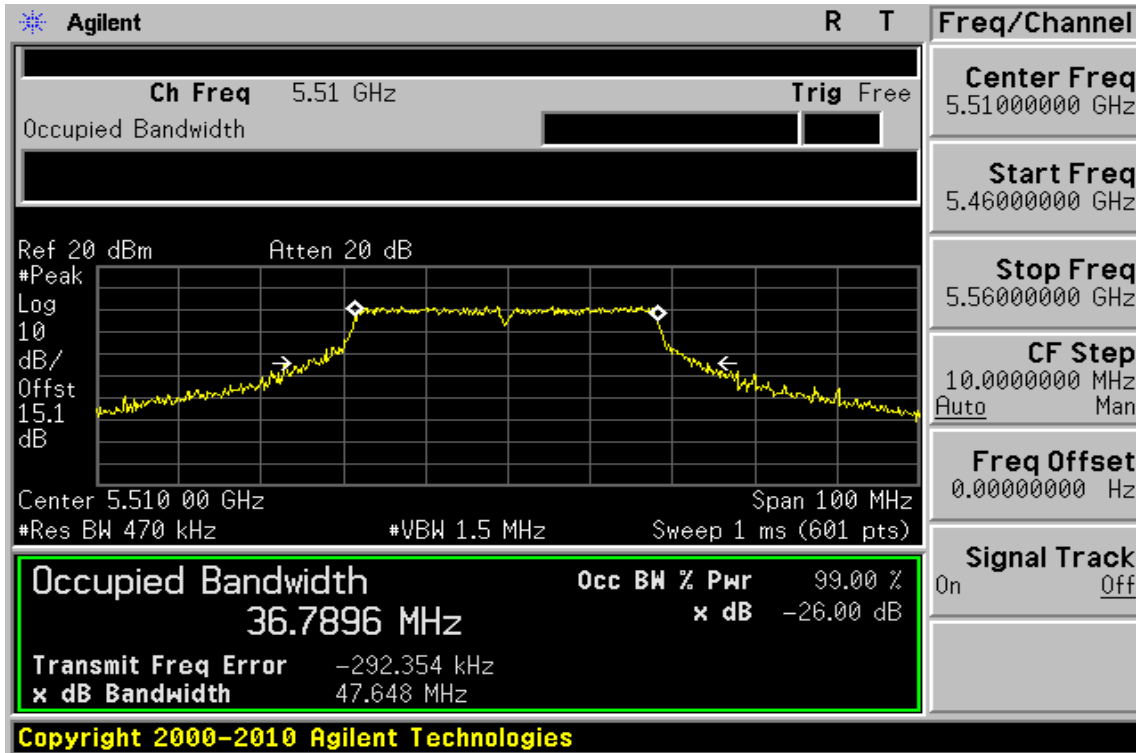 Agilent R T
Ch Freq 5.51 GHz Trig Free
Occupied Bandwidth
Ref 20 dBm Atten 20 dB
#Peak
Log
10
dB/
Offst
15.1
dB
Center 5.510 00 GHz Span 100 MHz
#Res BW 470 kHz #VBW 1.5 MHz Sweep 1 ms (601 pts)
Occupied Bandwidth Occ BW % Pwr 99.00 %
36.7896 MHz x dB -26.00 dB
Transmit Freq Error -292.354 kHz
x dB Bandwidth 47.648 MHz
Copyright 2000-2010 Agilent Technologies
Freq/Channel
Center Freq
5.51000000 GHz
Start Freq
5.46000000 GHz
Stop Freq
5.56000000 GHz
CF Step
10.0000000 MHz
Auto Man
Freq Offset
0.00000000 Hz
Signal Track
On Off